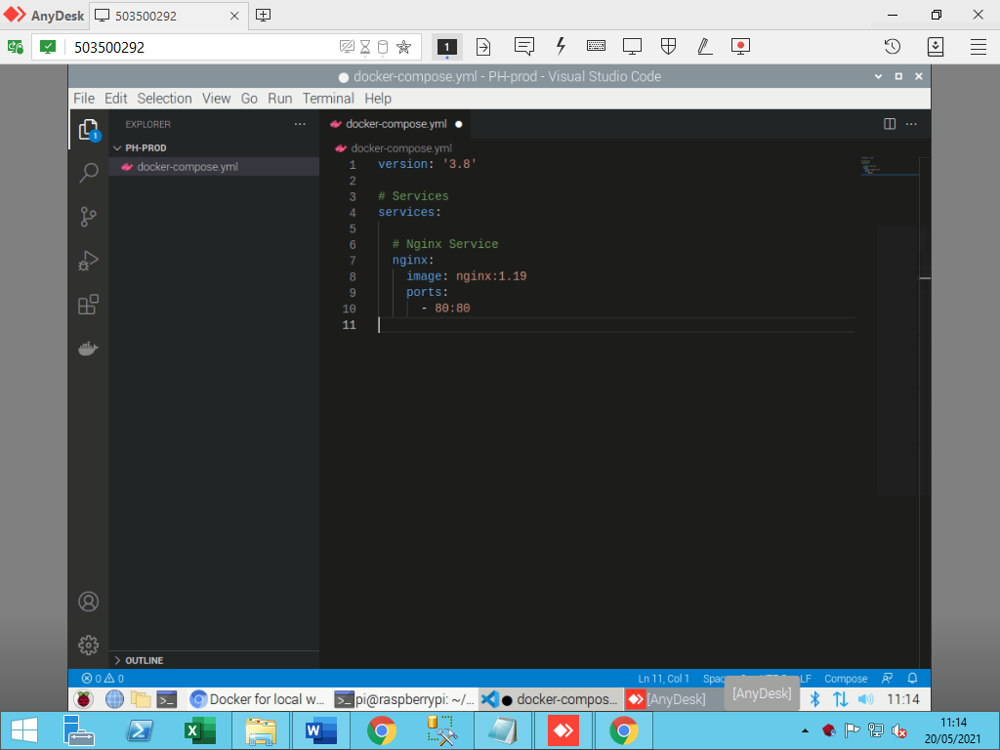 AnyDesk
503500292
503500292
1
docker-compose.yml - PH-prod - Visual Studio Code
File Edit Selection View Go Run Terminal Help
1
EXPLORER
PH-PROD
docker-compose.yml
OUTLINE
docker-compose.yml
docker-compose.yml
1 version: '3.8'
2
3 # Services
4 services:
5
6 # Nginx Service
7 nginx:
8 image: nginx:1.19
9 ports:
10 - 80:80
11
0 0 Ln 11, Col 1 LF Compose
Docker for local w... pi@raspberrypi: ~/... docker-compos... [AnyDesk] [AnyDesk] 11:14
11:14
20/05/2021